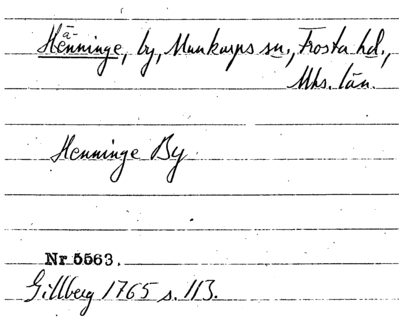 ä-
Henninge, by, Munkarps sn., Frosta hd.,
Mhs. län.
Henninge By
Nr 5563.
Gillberg 1765 s. 113.